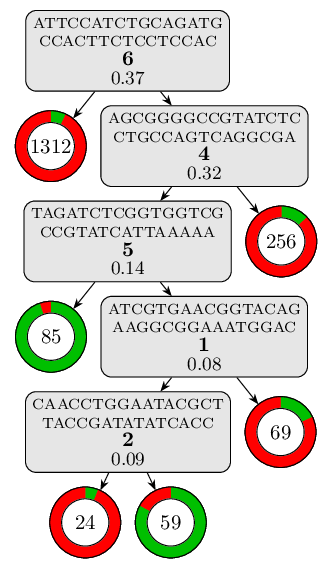 ATTCCATCTGCAGATG
CCACTTCTCCTCCAC
6
0.37
1312
AGCGGGGCCGTATCTC
CTGCCAGTCAGGCGA
4
0.32
TAGATCTCGGTGGTCG
CCGTATCATTAAAAA
5
0.14
256
85
ATCGTGAACGGTACAG
AAGGCGGAAATGGAC
1
0.08
CAACCTGGAATACGCT
TACCGATATATCACC
2
0.09
69
24
59